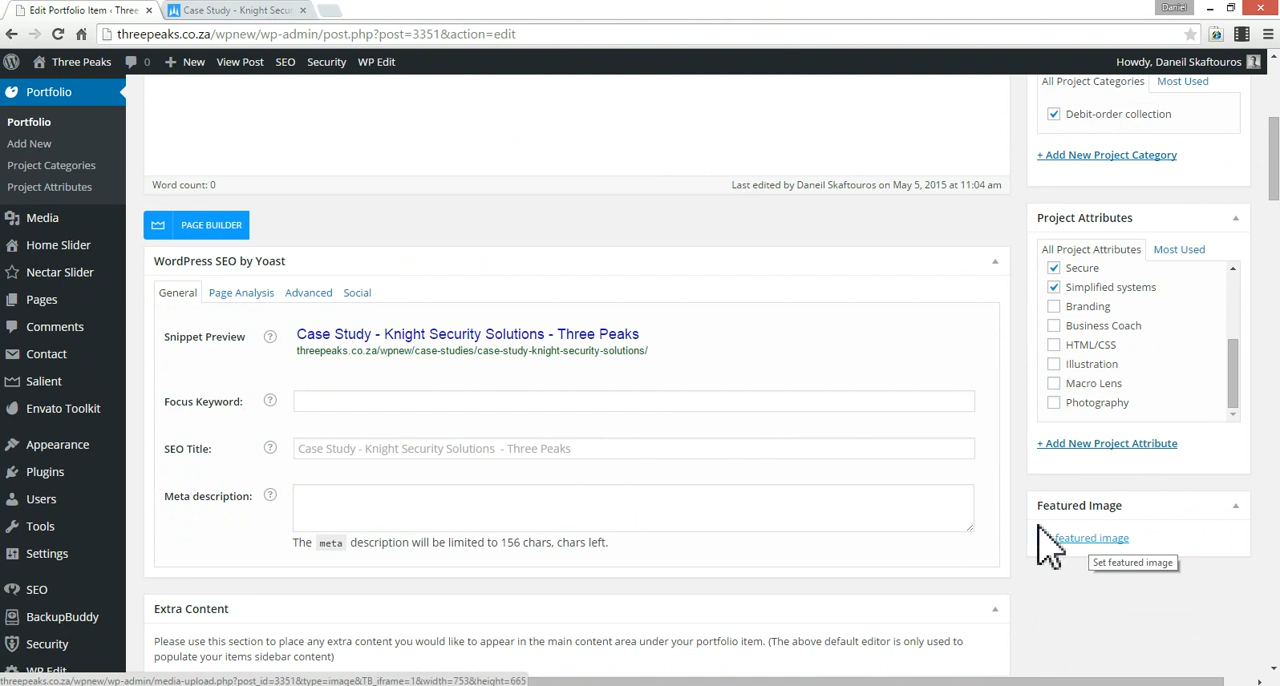 Edit Portfolio Item ‹ Three
Case Study - Knight Secur
Daniel
threepeaks.co.za/wpnew/wp-admin/post.php?post=3351&action=edit
Three Peaks
0
New
View Post
SEO
Security
WP Edit
Howdy, Daneil Skaftouros
Portfolio
Portfolio
Add New
Project Categories
Project Attributes
Media
Home Slider
Nectar Slider
Pages
Comments
Contact
Salient
Envato Toolkit
Appearance
Plugins
Users
Tools
Settings
SEO
BackupBuddy
Security
WP Edit
Word count: 0
Last edited by Daneil Skaftouros on May 5, 2015 at 11:04 am
PAGE BUILDER
WordPress SEO by Yoast
General
Page Analysis
Advanced
Social
Snippet Preview
?
Case Study - Knight Security Solutions - Three Peaks
threepeaks.co.za/wpnew/case-studies/case-study-knight-security-solutions/
Focus Keyword:
?
SEO Title:
?
Case Study - Knight Security Solutions - Three Peaks
Meta description:
?
The meta description will be limited to 156 chars, chars left.
Extra Content
Please use this section to place any extra content you would like to appear in the main content area under your portfolio item. (The above default editor is only used to
populate your items sidebar content)
All Project Categories
Most Used
Debit-order collection
+ Add New Project Category
Project Attributes
All Project Attributes
Most Used
Secure
Simplified systems
Branding
Business Coach
HTML/CSS
Illustration
Macro Lens
Photography
+ Add New Project Attribute
Featured Image
featured image
Set featured image
threepeaks.co.za/wpnew/wp-admin/media-upload.php?post_id=3351&type=image&TB_iframe=1&width=753&height=665